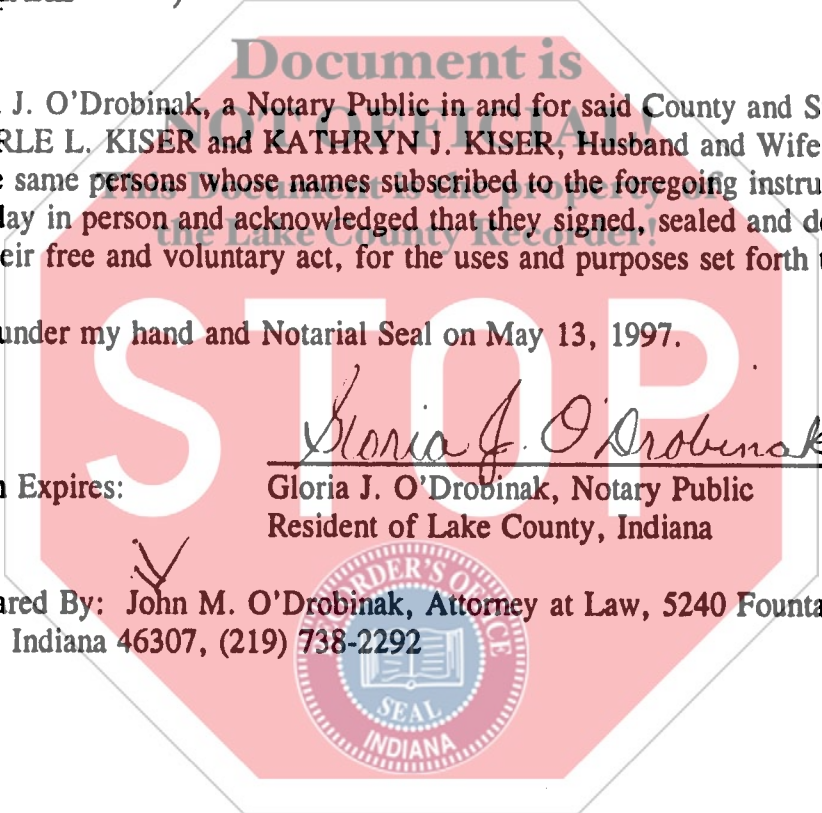 Document is
J. O'Drobinak, a Notary Public in and for said County and S
NOT OFFICIAL!
RLE L. KISER and KATHRYN J. KISER, Husband and Wife
This Document is the property of
same persons whose names subscribed to the foregoing instru
the Lake County Recorder!
lay in person and acknowledged that they signed, sealed and de
eir free and voluntary act, for the uses and purposes set forth t
under my hand and Notarial Seal on May 13, 1997.
STOP
Gloria J. O'Drobinak
n Expires:
Gloria J. O'Drobinak, Notary Public
Resident of Lake County, Indiana
ared By: John M. O'Drobinak, Attorney at Law, 5240 Founta
Indiana 46307, (219) 738-2292
RECORDER'S OFFICE
SEAL
INDIANA